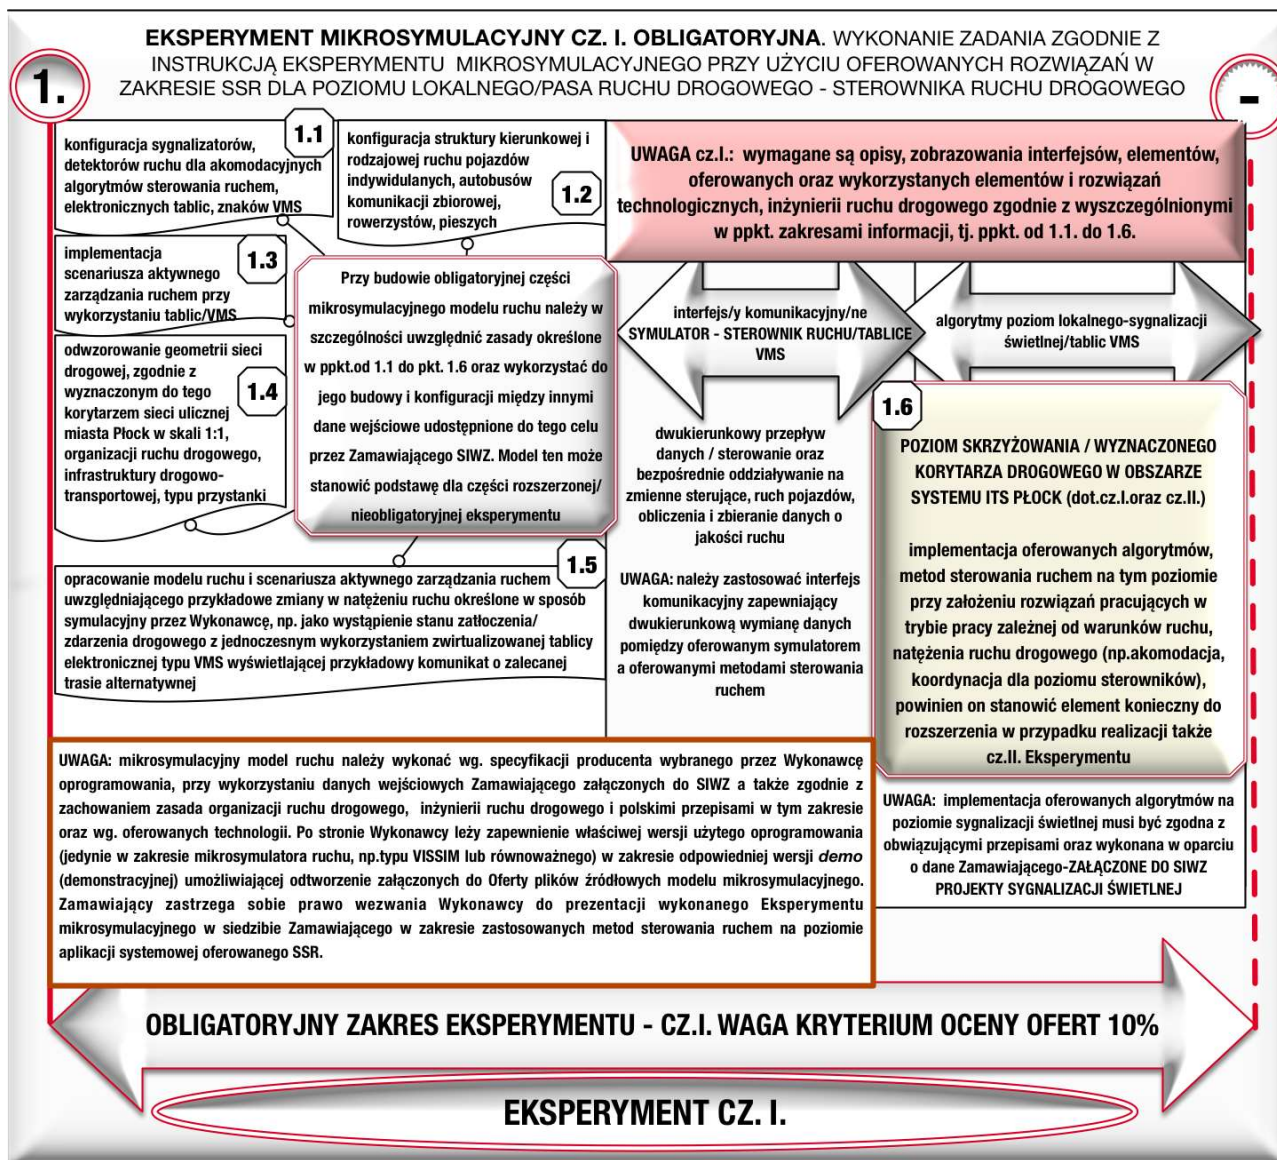 EKSPERYMENT MIKROSYMULACYJNY CZ. I. OBLIGATORYJNA. WYKONANIE ZADANIA ZGODNIE Z
INSTRUKCJĄ EKSPERYMENTU MIKROSYMULACYJNEGO PRZY UŻYCIU OFEROWANYCH ROZWIĄZAŃ W
ZAKRESIE SSR DLA POZIOMU LOKALNEGO/PASA RUCHU DROGOWEGO - STEROWNIKA RUCHU DROGOWEGO
1.
-
1.1
konfiguracja sygnalizatorów,
detektorów ruchu dla akomodacyjnych
algorytmów sterowania ruchem,
elektronicznych tablic, znaków VMS
konfiguracja struktury kierunkowej i
rodzajowej ruchu pojazdów
indywidulanych, autobusów
komunikacji zbiorowej,
rowerzystów, pieszych
1.2
UWAGA cz.I.: wymagane są opisy, zobrazowania interfejsów, elementów,
oferowanych oraz wykorzystanych elementów i rozwiązań
technologicznych, inżynierii ruchu drogowego zgodnie z wyszczególnionymi
w ppkt. zakresami informacji, tj. ppkt. od 1.1. do 1.6.
implementacja
scenariusza aktywnego
zarządzania ruchem przy
wykorzystaniu tablic/VMS
1.3
Przy budowie obligatoryjnej części
mikrosymulacyjnego modelu ruchu należy w
szczególności uwzględnić zasady określone
w ppkt.od 1.1 do pkt. 1.6 oraz wykorzystać do
jego budowy i konfiguracji między innymi
dane wejściowe udostępnione do tego celu
przez Zamawiającego SIWZ. Model ten może
stanowić podstawę dla części rozszerzonej/
nieobligatoryjnej eksperymentu
interfejs/y komunikacyjny/ne
SYMULATOR - STEROWNIK RUCHU/TABLICE
VMS
algorytmy poziom lokalnego-sygnalizacji
świetlnej/tablic VMS
odwzorowanie geometrii sieci
drogowej, zgodnie z
wyznaczonym do tego
korytarzem sieci ulicznej
miasta Płock w skali 1:1,
organizacji ruchu drogowego,
infrastruktury drogowo-
transportowej, typu przystanki
1.4
dwukierunkowy przepływ
danych / sterowanie oraz
bezpośrednie oddziaływanie na
zmienne sterujące, ruch pojazdów,
obliczenia i zbieranie danych o
jakości ruchu
UWAGA: należy zastosować interfejs
komunikacyjny zapewniający
dwukierunkową wymianę danych
pomiędzy oferowanym symulatorem
a oferowanymi metodami sterowania
ruchem
1.6
POZIOM SKRZYŻOWANIA / WYZNACZONEGO
KORYTARZA DROGOWEGO W OBSZARZE
SYSTEMU ITS PŁOCK (dot.cz.I.oraz cz.II.)
implementacja oferowanych algorytmów,
metod sterowania ruchem na tym poziomie
przy założeniu rozwiązań pracujących w
trybie pracy zależnej od warunków ruchu,
natężenia ruchu drogowego (np.akomodacja,
koordynacja dla poziomu sterowników),
powinien on stanowić element konieczny do
rozszerzenia w przypadku realizacji także
cz.II. Eksperymentu
1.5
opracowanie modelu ruchu i scenariusza aktywnego zarządzania ruchem
uwzględniającego przykładowe zmiany w natężeniu ruchu określone w sposób
symulacyjny przez Wykonawcę, np. jako wystąpienie stanu zatłoczenia/
zdarzenia drogowego z jednoczesnym wykorzystaniem zwirtualizowanej tablicy
elektronicznej typu VMS wyświetlającej przykładowy komunikat o zalecanej
trasie alternatywnej
UWAGA: mikrosymulacyjny model ruchu należy wykonać wg. specyfikacji producenta wybranego przez Wykonawcę
oprogramowania, przy wykorzystaniu danych wejściowych Zamawiającego załączonych do SIWZ a także zgodnie z
zachowaniem zasada organizacji ruchu drogowego, inżynierii ruchu drogowego i polskimi przepisami w tym zakresie
oraz wg. oferowanych technologii. Po stronie Wykonawcy leży zapewnienie właściwej wersji użytego oprogramowania
(jedynie w zakresie mikrosymulatora ruchu, np.typu VISSIM lub równoważnego) w zakresie odpowiedniej wersji demo
(demonstracyjnej) umożliwiającej odtworzenie załączonych do Oferty plików źródłowych modelu mikrosymulacyjnego.
Zamawiający zastrzega sobie prawo wezwania Wykonawcy do prezentacji wykonanego Eksperymentu
mikrosymulacyjnego w siedzibie Zamawiającego w zakresie zastosowanych metod sterowania ruchem na poziomie
aplikacji systemowej oferowanego SSR.
UWAGA: implementacja oferowanych algorytmów na
poziomie sygnalizacji świetlnej musi być zgodna z
obwiązującymi przepisami oraz wykonana w oparciu
o dane Zamawiającego-ZAŁĄCZONE DO SIWZ
PROJEKTY SYGNALIZACJI ŚWIETLNEJ
OBLIGATORYJNY ZAKRES EKSPERYMENTU - CZ.I. WAGA KRYTERIUM OCENY OFERT 10%
EKSPERYMENT CZ. I.